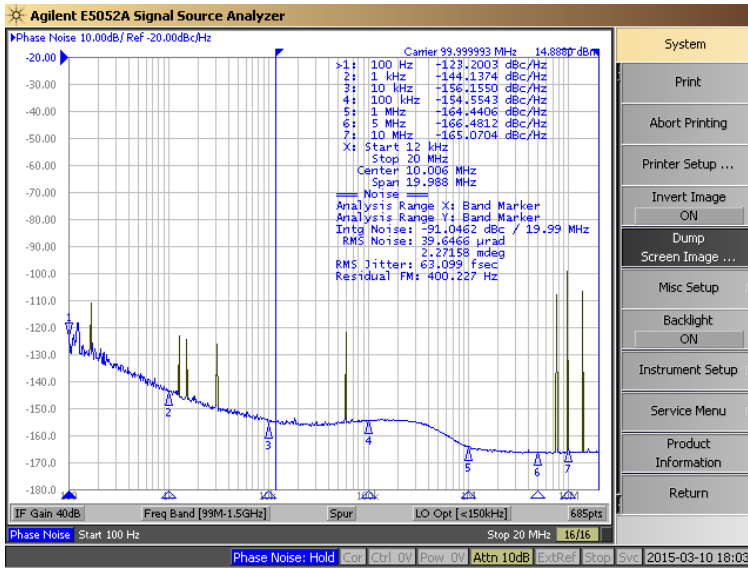 Agilent E5052A Signal Source Analyzer
Phase Noise 10.00dB/ Ref -20.00dBc/Hz
Carrier 99.999993 MHz 14.8880 dBm
>1: 100 Hz -123.2003 dBc/Hz
2: 1 kHz -144.1374 dBc/Hz
3: 10 kHz -156.1550 dBc/Hz
4: 100 kHz -154.5543 dBc/Hz
5: 1 MHz -164.4406 dBc/Hz
6: 5 MHz -166.4812 dBc/Hz
7: 10 MHz -165.0704 dBc/Hz
X: Start 12 kHz
Stop 20 MHz
Center 10.006 MHz
Span 19.988 MHz
=== Noise ===
Analysis Range X: Band Marker
Analysis Range Y: Band Marker
Intg Noise: -91.0462 dBc / 19.99 MHz
RMS Noise: 39.6466 µrad
2.27158 mdeg
RMS Jitter: 63.099 fsec
Residual FM: 400.227 Hz
-20.00
-30.00
-40.00
-50.00
-60.00
-70.00
-80.00
-90.00
-100.0
-110.0
-120.0
-130.0
-140.0
-150.0
-160.0
-170.0
-180.0
1
2
3
4
5
6
7
IF Gain 40dB
Freq Band [99M-1.5GHz]
Spur
LO Opt [<150kHz]
685pts
Phase Noise Start 100 Hz
Stop 20 MHz 16/16
Phase Noise: Hold Cor Ctrl 0V Pow 0V Attn 10dB ExtRef Stop Svc 2015-03-10 18:03
System
Print
Abort Printing
Printer Setup ...
Invert Image
ON
Dump
Screen Image ...
Misc Setup
Backlight
ON
Instrument Setup
Service Menu
Product
Information
Return